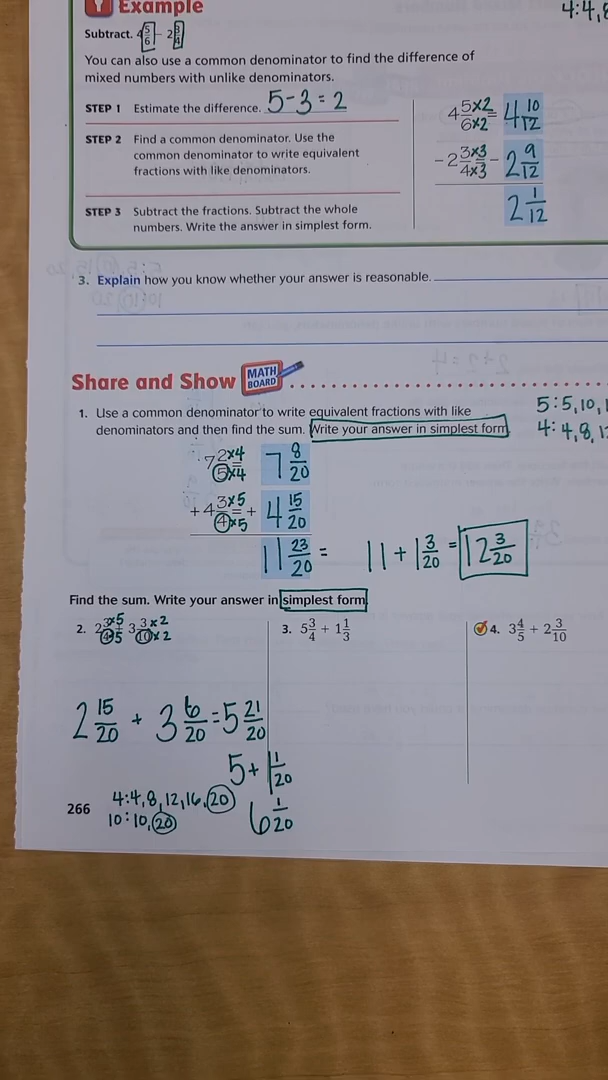 ! Example
4:4,8
Subtract. 4 5/6 − 2 3/4
You can also use a common denominator to find the difference of
mixed numbers with unlike denominators.
STEP 1 Estimate the difference. 5-3=2
STEP 2 Find a common denominator. Use the
common denominator to write equivalent
fractions with like denominators.
STEP 3 Subtract the fractions. Subtract the whole
numbers. Write the answer in simplest form.
4 5×2/6×2 = 4 10/12
− 2 3×3/4×3 − 2 9/12
2 1/12
3. Explain how you know whether your answer is reasonable.
Share and Show MATH BOARD
1. Use a common denominator to write equivalent fractions with like
denominators and then find the sum. Write your answer in simplest form.
5:5,10,1
4:4,8,1
7 2×4/5×4 = 7 8/20
+ 4 3×5/4×5 = + 4 15/20
11 23/20 = 11 + 1 3/20 = 12 3/20
Find the sum. Write your answer in simplest form.
2. 2 3×5/4×5 + 3 3×2/10×2
3. 5 3/4 + 1 1/3
4. 3 4/5 + 2 3/10
2 15/20 + 3 6/20 = 5 21/20
5 + 1 1/20
6 1/20
4:4,8,12,16,20
10:10,20
266